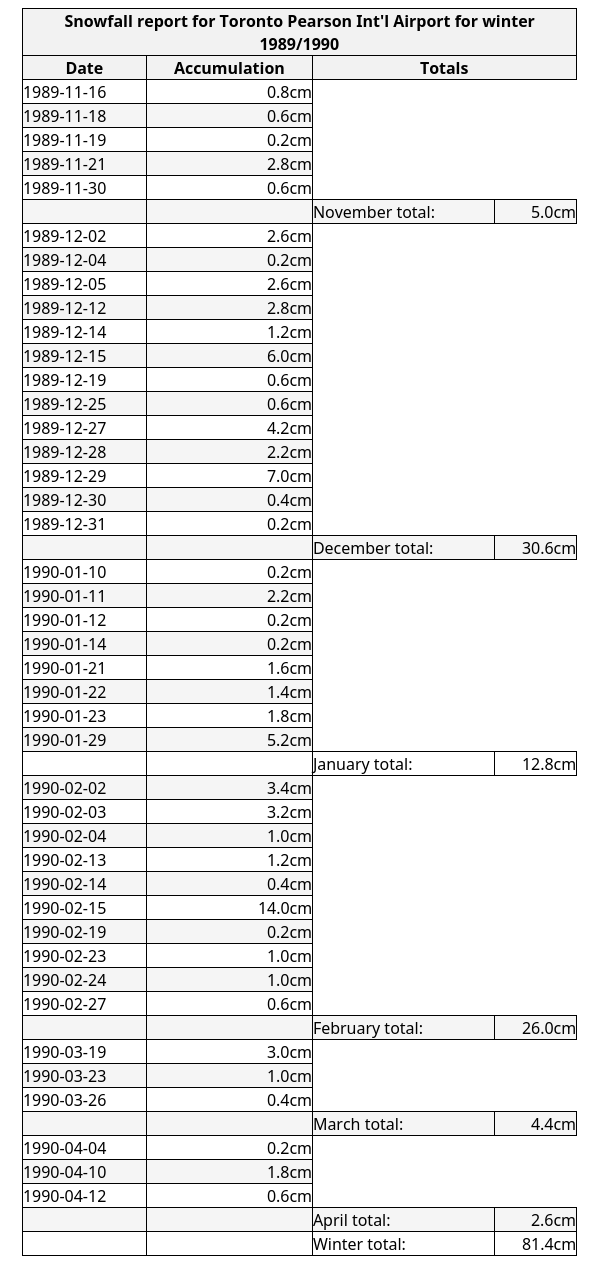 Snowfall report for Toronto Pearson Int'l Airport for winter
1989/1990
Date Accumulation Totals
1989-11-16 0.8cm
1989-11-18 0.6cm
1989-11-19 0.2cm
1989-11-21 2.8cm
1989-11-30 0.6cm
November total: 5.0cm
1989-12-02 2.6cm
1989-12-04 0.2cm
1989-12-05 2.6cm
1989-12-12 2.8cm
1989-12-14 1.2cm
1989-12-15 6.0cm
1989-12-19 0.6cm
1989-12-25 0.6cm
1989-12-27 4.2cm
1989-12-28 2.2cm
1989-12-29 7.0cm
1989-12-30 0.4cm
1989-12-31 0.2cm
December total: 30.6cm
1990-01-10 0.2cm
1990-01-11 2.2cm
1990-01-12 0.2cm
1990-01-14 0.2cm
1990-01-21 1.6cm
1990-01-22 1.4cm
1990-01-23 1.8cm
1990-01-29 5.2cm
January total: 12.8cm
1990-02-02 3.4cm
1990-02-03 3.2cm
1990-02-04 1.0cm
1990-02-13 1.2cm
1990-02-14 0.4cm
1990-02-15 14.0cm
1990-02-19 0.2cm
1990-02-23 1.0cm
1990-02-24 1.0cm
1990-02-27 0.6cm
February total: 26.0cm
1990-03-19 3.0cm
1990-03-23 1.0cm
1990-03-26 0.4cm
March total: 4.4cm
1990-04-04 0.2cm
1990-04-10 1.8cm
1990-04-12 0.6cm
April total: 2.6cm
Winter total: 81.4cm